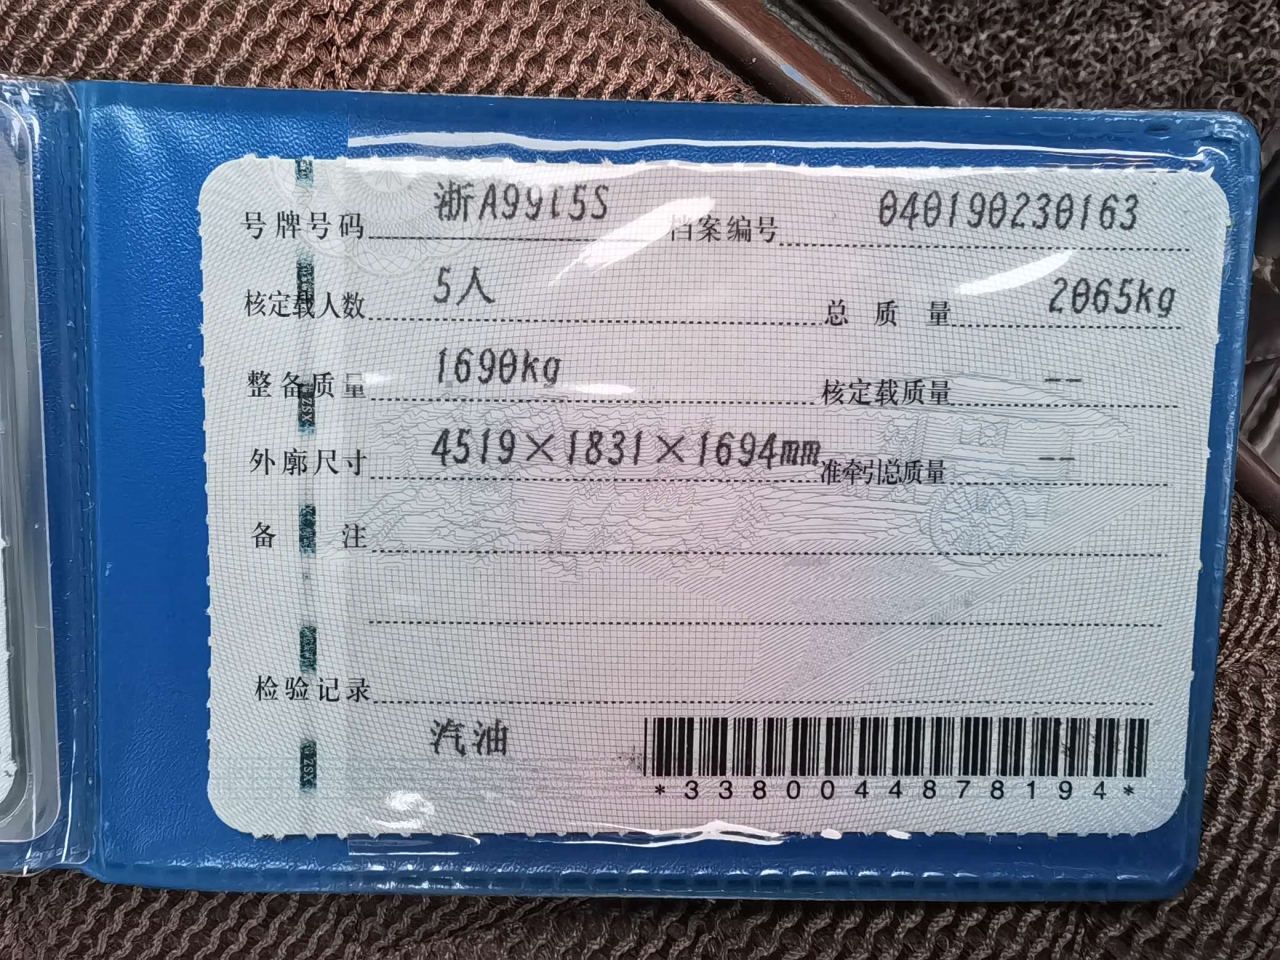 号牌号码 浙A99150S 档案编号 040190230163
核定载人数 5人 总质量 2065kg
整备质量 1690kg 核定载质量 --
外廓尺寸 4519×1831×1694mm 准牵引总质量 --
备注
检验记录
汽油
*3380044878194*